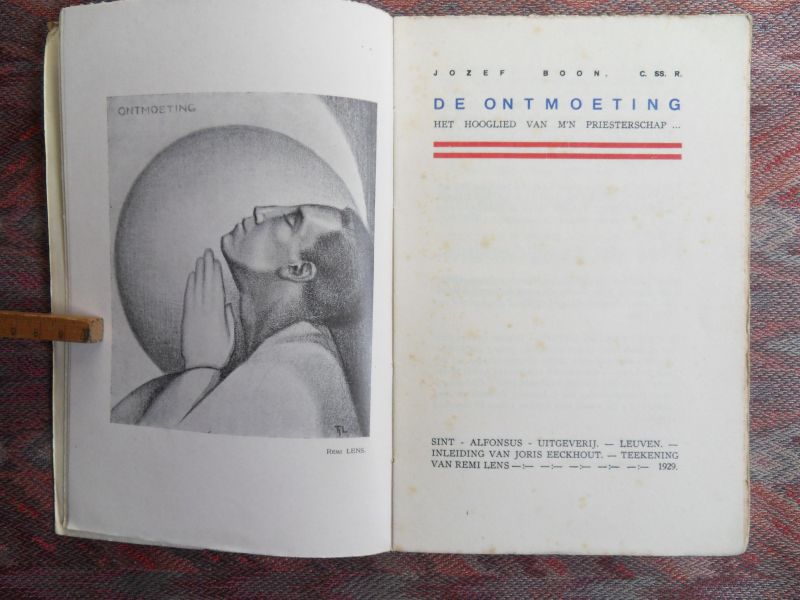 ONTMOETING
RL
REMI LENS.
JOZEF BOON. C. SS. R.
DE ONTMOETING
HET HOOGLIED VAN M'N PRIESTERSCHAP ...
SINT - ALFONSUS - UITGEVERIJ. — LEUVEN. —
INLEIDING VAN JORIS EECKHOUT. — TEEKENING
VAN REMI LENS —:— —:— —:— —:— —:— 1929.